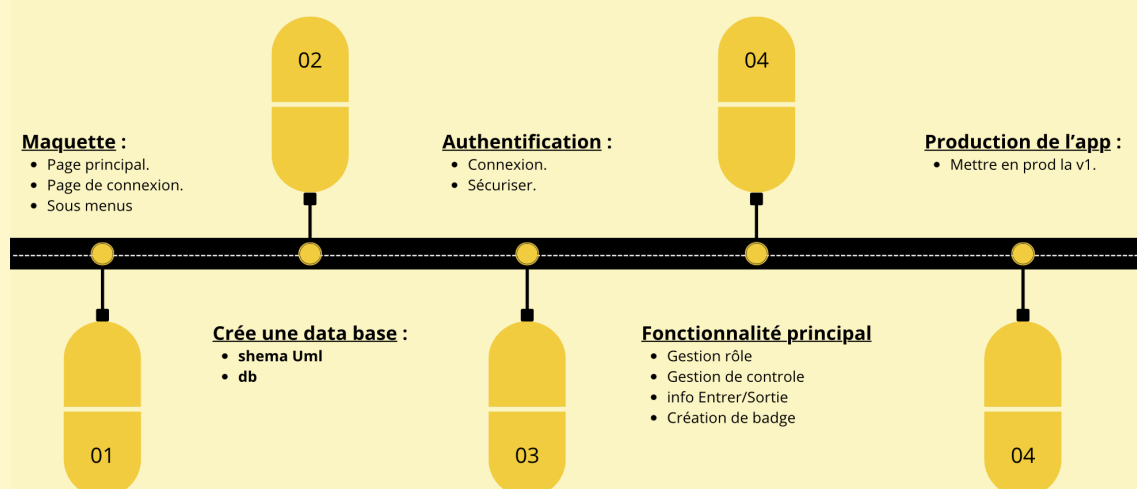 02
04
Maquette :
Page principal.
Page de connexion.
Sous menus
Authentification :
Connexion.
Sécuriser.
Production de l’app :
Mettre en prod la v1.
Crée une data base :
shema Uml
db
Fonctionnalité principal
Gestion rôle
Gestion de controle
info Entrer/Sortie
Création de badge
01
03
04